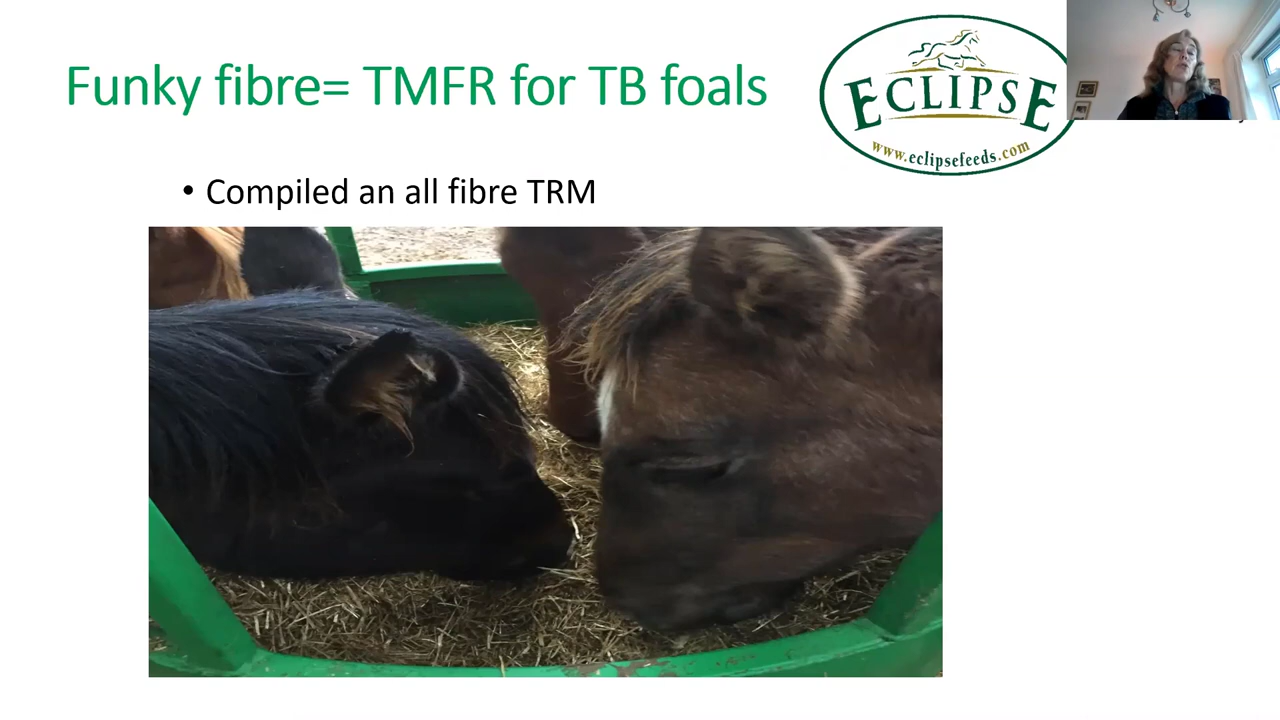 Funky fibre= TMFR for TB foals
ECLIPSE
www.eclipsefeeds.com
• Compiled an all fibre TRM